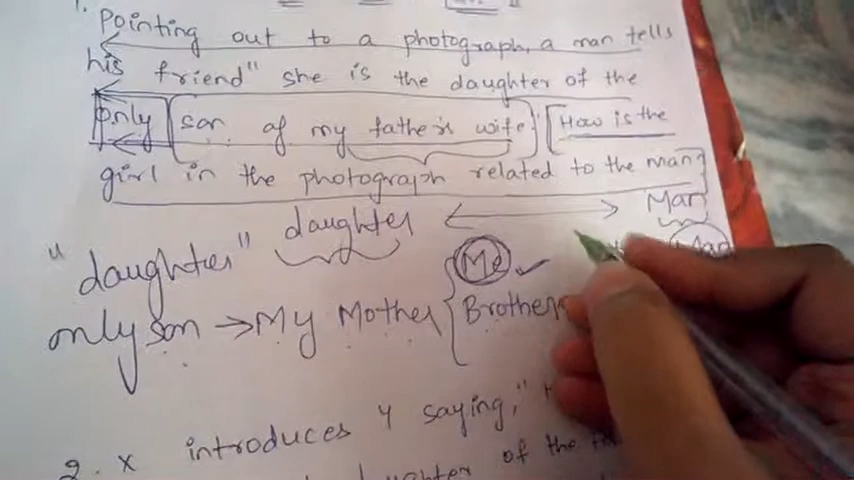 1. Pointing out to a photograph, a man tells
his friend "she is the daughter of the
only son of my father's wife" How is the
girl in the photograph related to the man
"daughter" daughter Man
Me Man
only son → My Mother Brother
2. X introduces Y saying, "
daughter of the